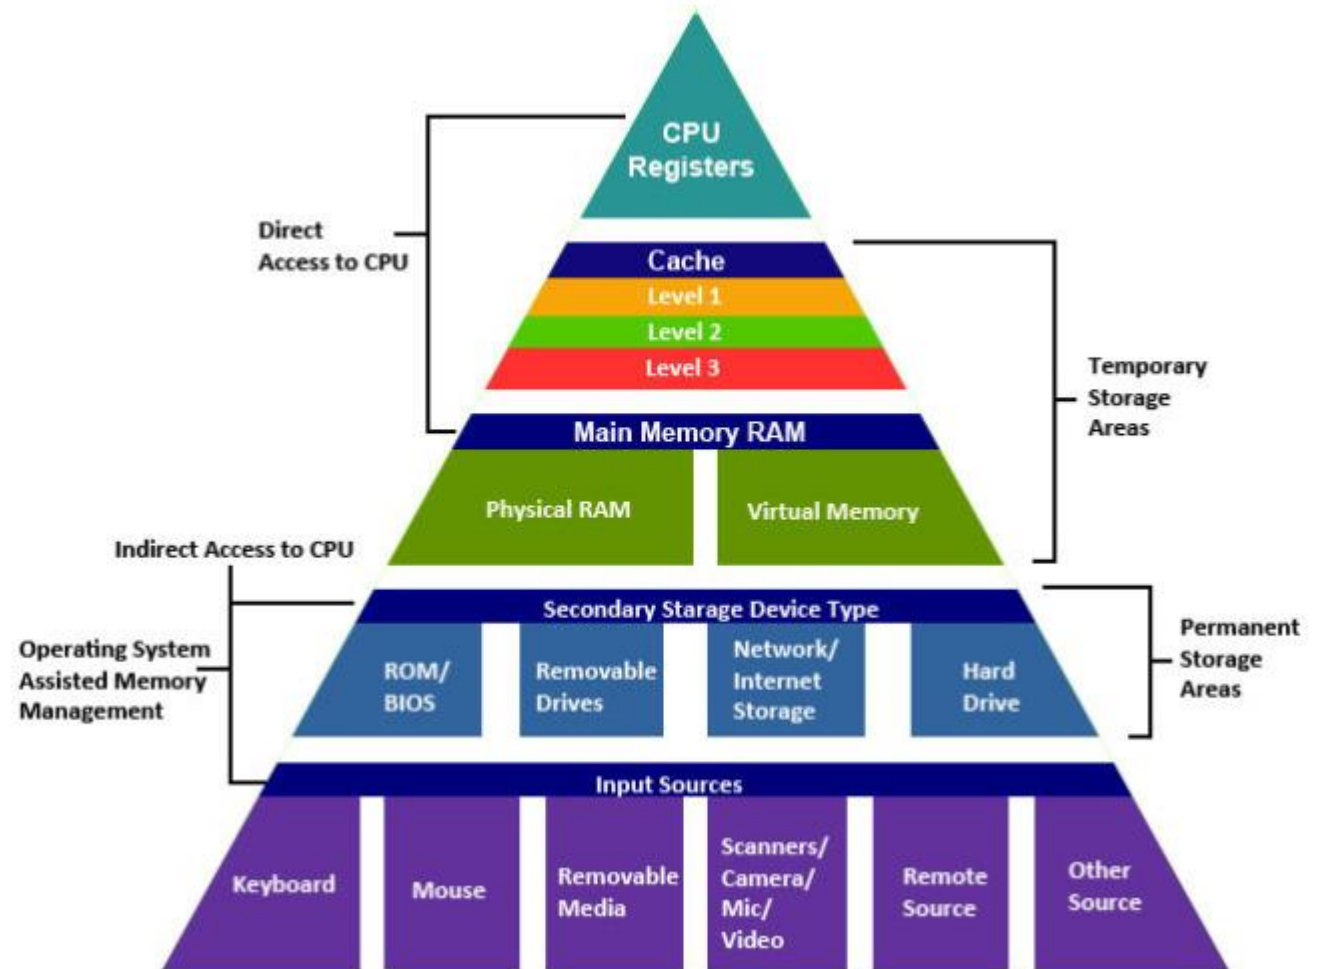 CPU
Registers
Direct
Access to CPU
Cache
Level 1
Level 2
Level 3
Temporary
Storage
Areas
Main Memory RAM
Physical RAM
Virtual Memory
Indirect Access to CPU
Operating System
Assisted Memory
Management
Secondary Starage Device Type
ROM/
BIOS
Removable
Drives
Network/
Internet
Storage
Hard
Drive
Permanent
Storage
Areas
Input Sources
Keyboard
Mouse
Removable
Media
Scanners/
Camera/
Mic/
Video
Remote
Source
Other
Source